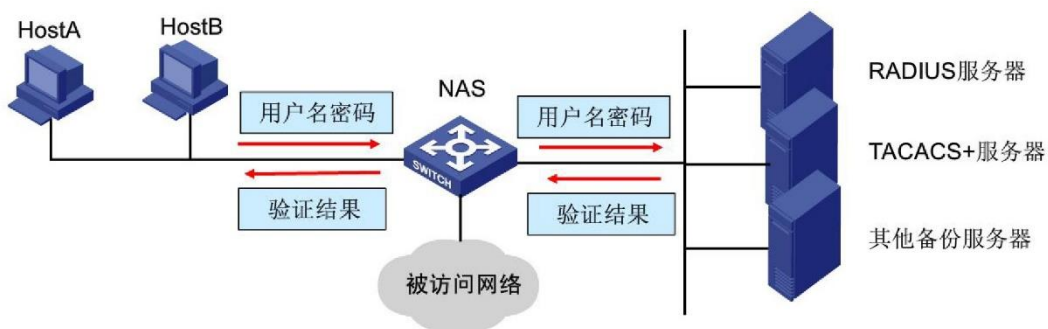 HostA
HostB
NAS
用户名密码
用户名密码
RADIUS服务器
TACACS+服务器
SWITCH
验证结果
验证结果
其他备份服务器
被访问网络